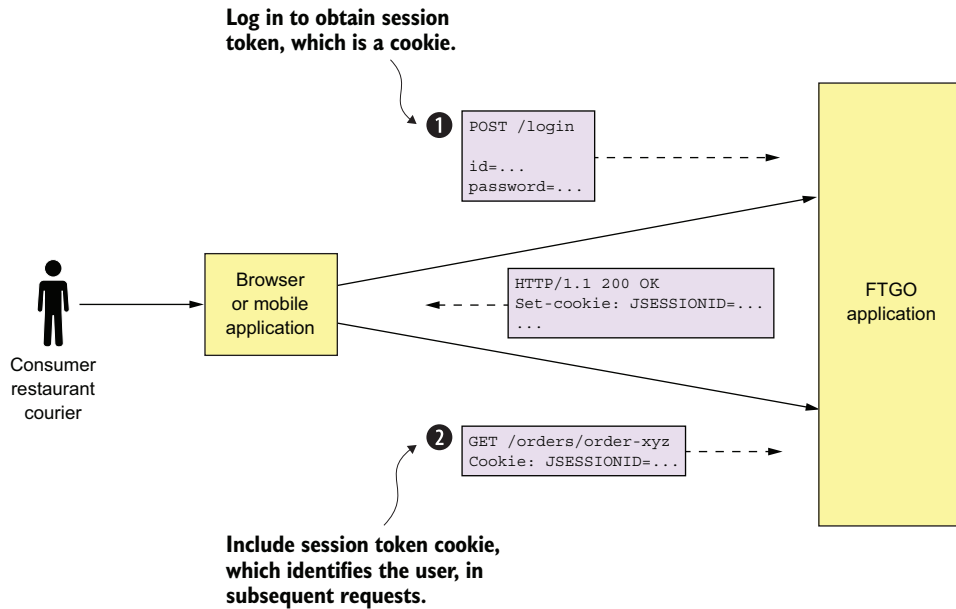 Log in to obtain session
token, which is a cookie.
1
POST /login
id=...
password=...
Browser
or mobile
application
HTTP/1.1 200 OK
Set-cookie: JSESSIONID=...
...
FTGO
application
Consumer
restaurant
courier
2
GET /orders/order-xyz
Cookie: JSESSIONID=...
Include session token cookie,
which identifies the user, in
subsequent requests.